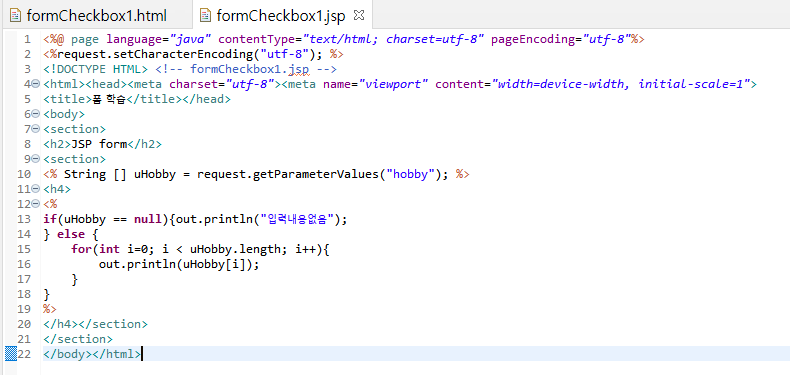 formCheckbox1.html formCheckbox1.jsp
1 <%@ page language="java" contentType="text/html; charset=utf-8" pageEncoding="utf-8"%>
2 <%request.setCharacterEncoding("utf-8"); %>
3 <!DOCTYPE HTML> <!-- formCheckbox1.jsp -->
4 <html><head><meta charset="utf-8"><meta name="viewport" content="width=device-width, initial-scale=1">
5 <title>폼 학습</title></head>
6 <body>
7 <section>
8 <h2>JSP form</h2>
9 <section>
10 <% String [] uHobby = request.getParameterValues("hobby"); %>
11 <h4>
12 <%
13 if(uHobby == null){out.println("입력내용없음");
14 } else {
15     for(int i=0; i < uHobby.length; i++){
16         out.println(uHobby[i]);
17     }
18 }
19 %>
20 </h4></section>
21 </section>
22 </body></html>